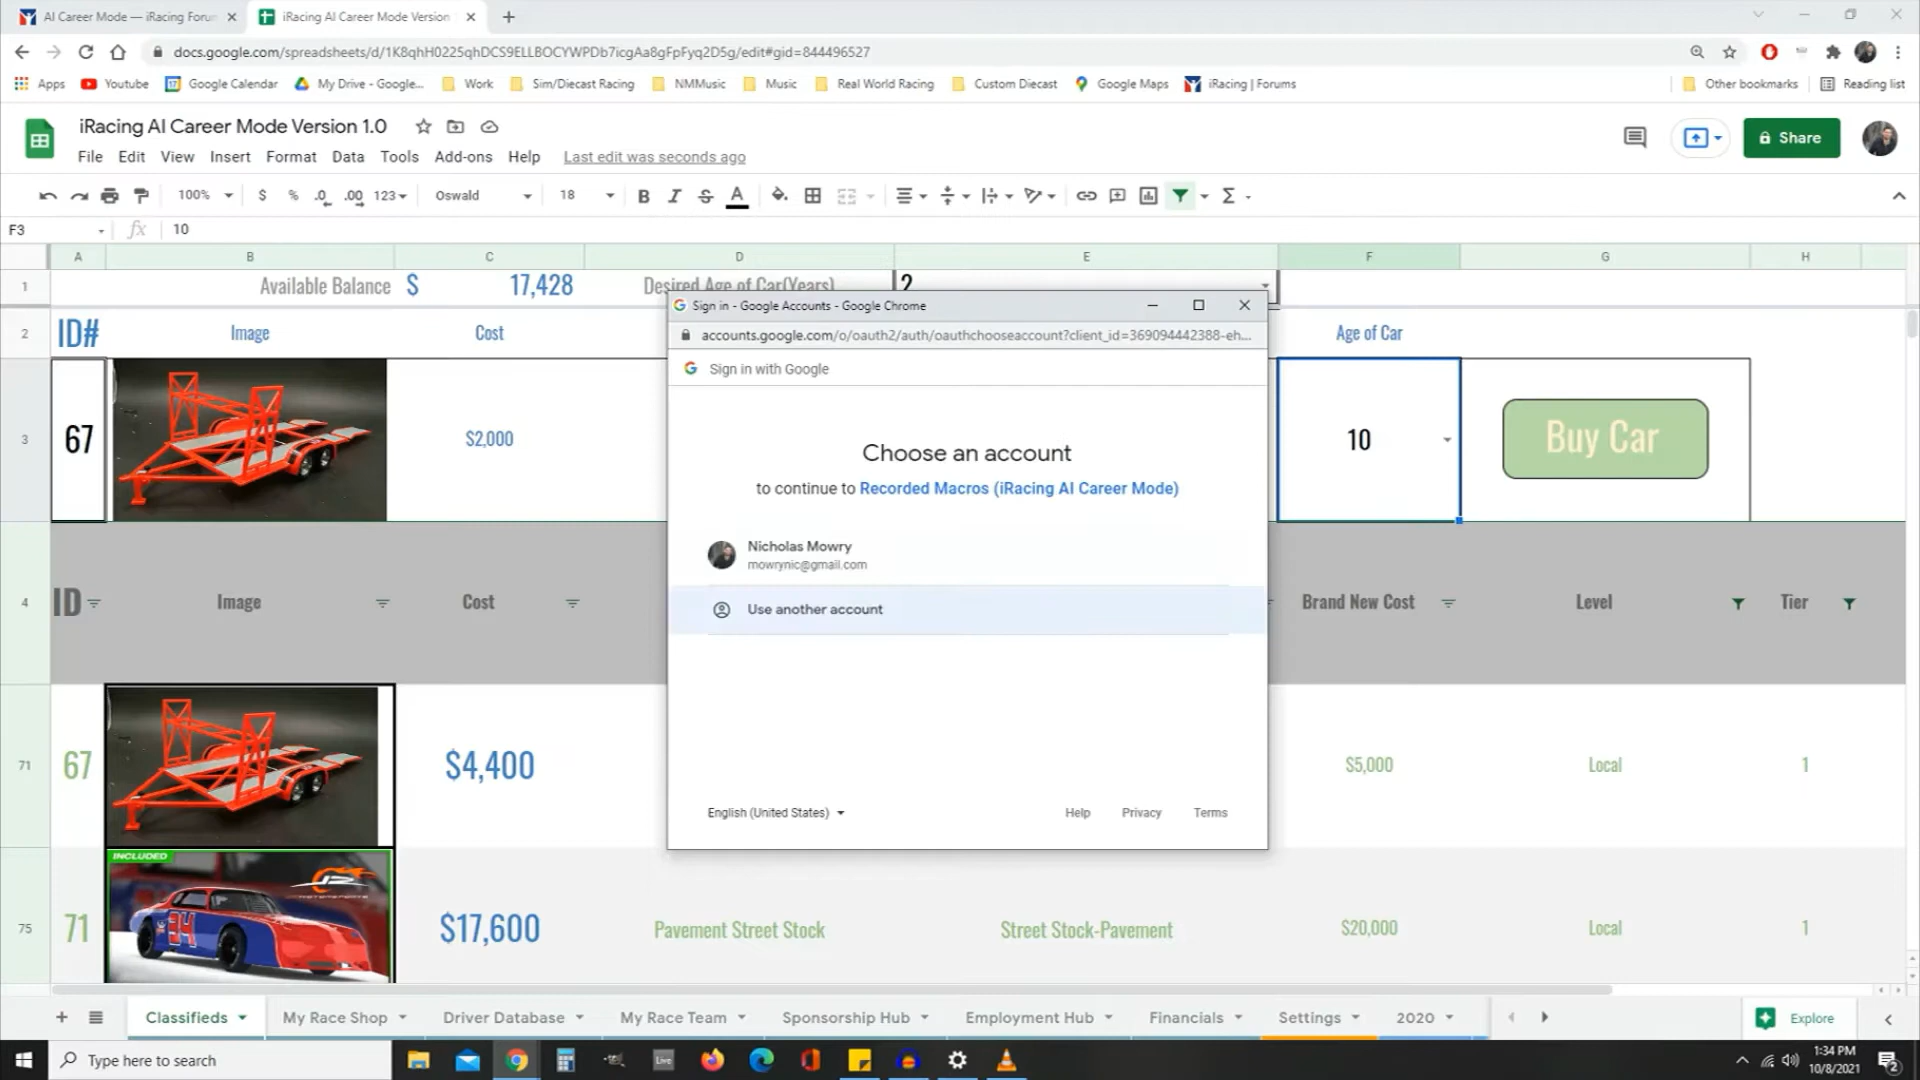 AI Career Mode — iRacing Forum
iRacing AI Career Mode Version
docs.google.com/spreadsheets/d/1K8qhH0225qhDCS9ELLBOCYWPDb7icgAa8gFpFyq2D5g/edit#gid=844496527
Apps
Youtube
Google Calendar
My Drive - Google...
Work
Sim/Diecast Racing
NMMusic
Music
Real World Racing
Custom Diecast
Google Maps
iRacing | Forums
Other bookmarks
Reading list
iRacing AI Career Mode Version 1.0
File Edit View Insert Format Data Tools Add-ons Help Last edit was seconds ago
Share
100% $ % .0 .00 123 Oswald 18 B I S A Σ
F3 fx 10
A B C D E F G H
1 Available Balance $ 17,428 Desired Age of Car(Years) 2
2 ID# Image Cost Age of Car
3 67 $2,000 10 Buy Car
Sign in - Google Accounts - Google Chrome
accounts.google.com/o/oauth2/auth/oauthchooseaccount?client_id=369094442388-eh...
Sign in with Google
Choose an account
to continue to Recorded Macros (iRacing AI Career Mode)
Nicholas Mowry
mowrynic@gmail.com
Use another account
English (United States)
Help Privacy Terms
4 ID Image Cost Brand New Cost Level Tier
71 67 $4,400 $5,000 Local 1
INCLUDED
34
75 71 $17,600 Pavement Street Stock Street Stock-Pavement $20,000 Local 1
Classifieds My Race Shop Driver Database My Race Team Sponsorship Hub Employment Hub Financials Settings 2020 Explore
Type here to search
Live
1:34 PM
10/8/2021
2